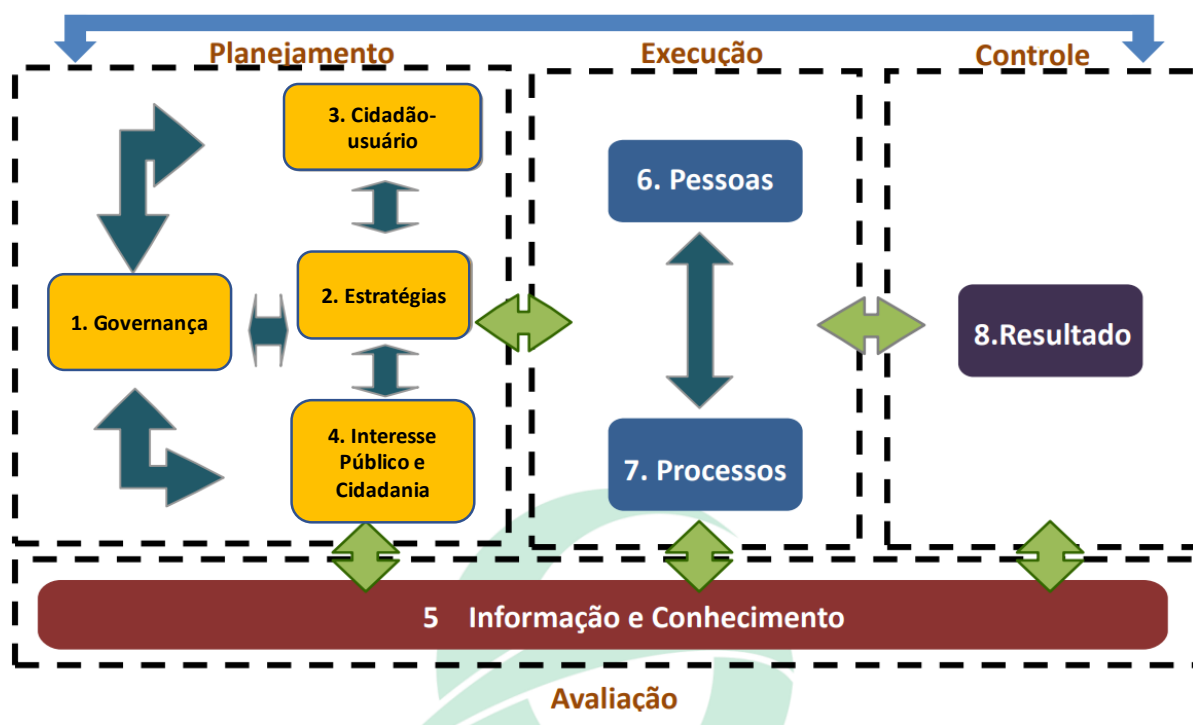 Planejamento
Execução
Controle
3. Cidadão-
usuário
6. Pessoas
2. Estratégias
1. Governança
8.Resultado
4. Interesse
Público e
Cidadania
7. Processos
5 Informação e Conhecimento
Avaliação